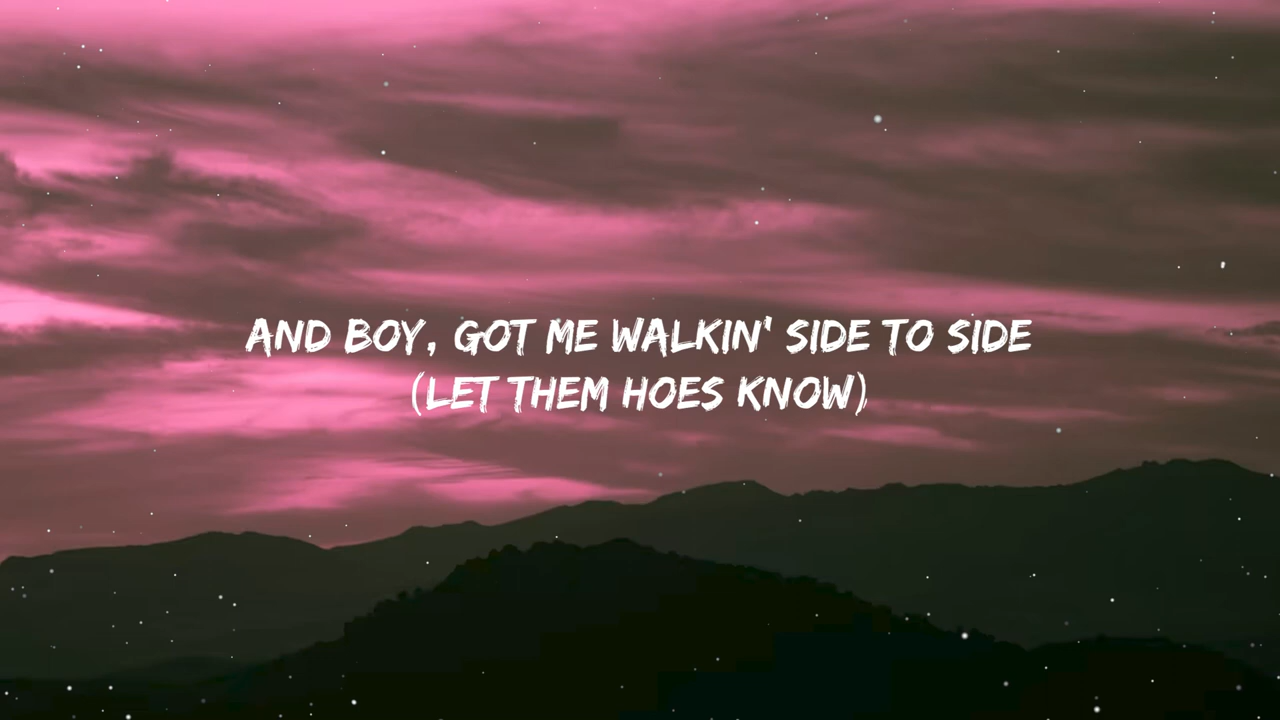 AND BOY, GOT ME WALKIN' SIDE TO SIDE
(LET THEM HOES KNOW)